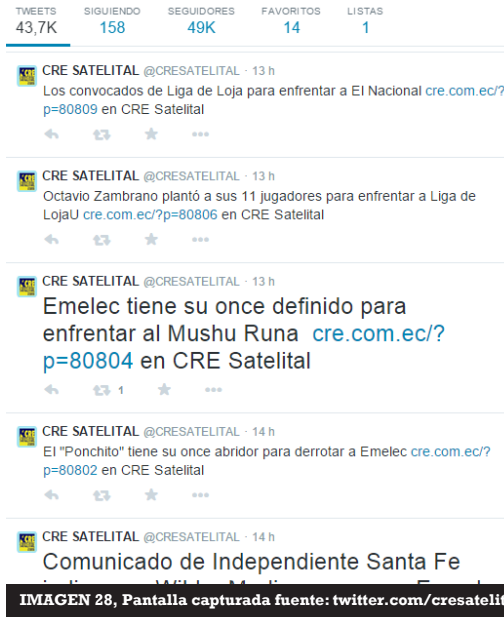 TWEETS SIGUIENDO SEGUIDORES FAVORITOS LISTAS
43,7K 158 49K 14 1
CRE SATELITAL @CRESATELITAL · 13 h
Los convocados de Liga de Loja para enfrentar a El Nacional cre.com.ec/?
p=80809 en CRE Satelital
CRE SATELITAL @CRESATELITAL · 13 h
Octavio Zambrano plantó a sus 11 jugadores para enfrentar a Liga de
LojaU cre.com.ec/?p=80806 en CRE Satelital
CRE SATELITAL @CRESATELITAL · 13 h
Emelec tiene su once definido para
enfrentar al Mushu Runa cre.com.ec/?
p=80804 en CRE Satelital
1
CRE SATELITAL @CRESATELITAL · 14 h
El "Ponchito" tiene su once abridor para derrotar a Emelec cre.com.ec/?
p=80802 en CRE Satelital
CRE SATELITAL @CRESATELITAL · 14 h
Comunicado de Independiente Santa Fe
IMAGEN 28, Pantalla capturada fuente: twitter.com/cresatelit